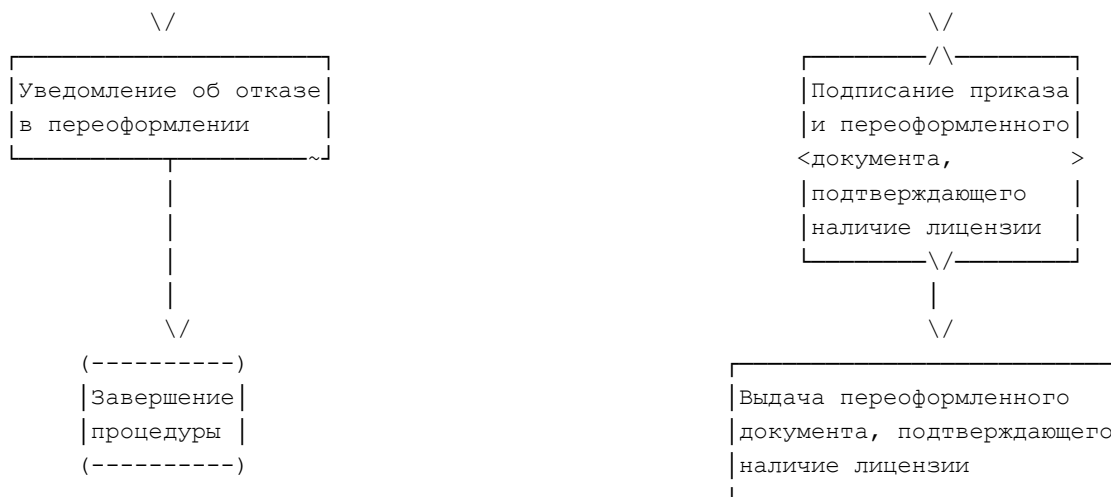 Уведомление об отказе
в переоформлении
Завершение
процедуры
Подписание приказа
и переоформленного
документа,
подтверждающего
наличие лицензии
Выдача переоформленного
документа, подтверждающего
наличие лицензии